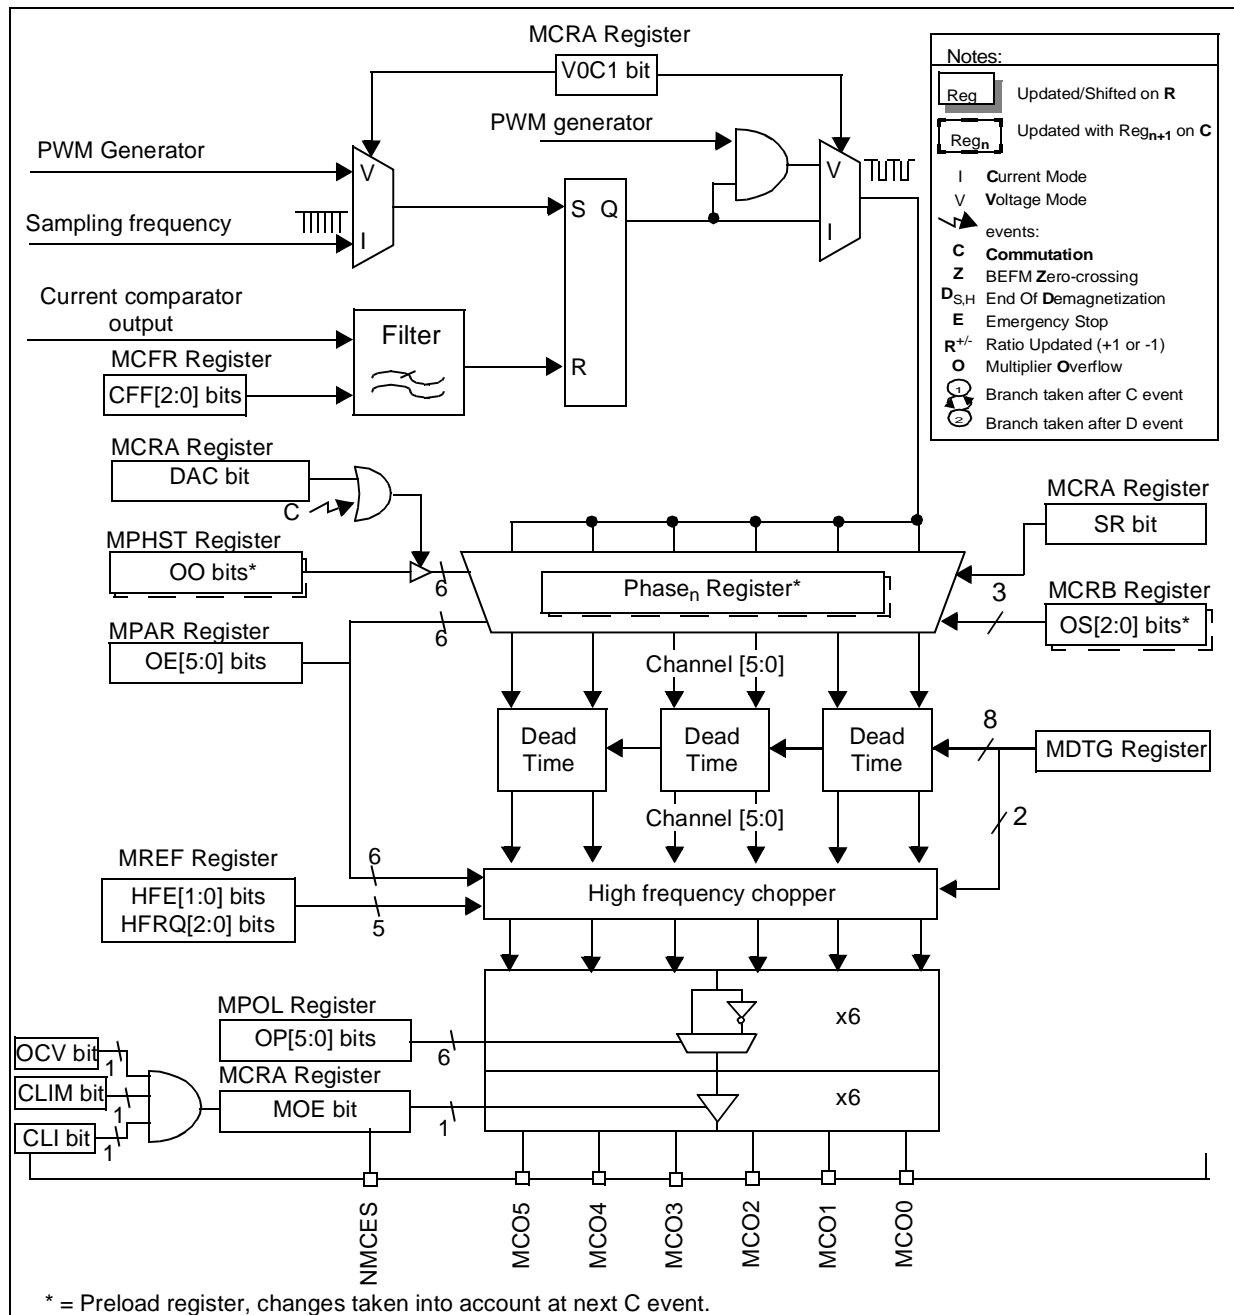 MCRA Register
V0C1 bit
PWM generator
PWM Generator
V
Sampling frequency
I
S Q
V
I
Current comparator
output
Filter
MCFR Register
CFF[2:0] bits
R
Notes:
Reg
Updated/Shifted on R
Regn
Updated with Regn+1 on C
I Current Mode
V Voltage Mode
events:
C Commutation
Z BEFM Zero-crossing
DS,H End Of Demagnetization
E Emergency Stop
R+/- Ratio Updated (+1 or -1)
O Multiplier Overflow
1 Branch taken after C event
2 Branch taken after D event
MCRA Register
DAC bit
C
MCRA Register
SR bit
MPHST Register
OO bits*
6
Phasen Register*
3
MCRB Register
OS[2:0] bits*
MPAR Register
OE[5:0] bits
6
Channel [5:0]
Dead
Time
Dead
Time
Dead
Time
8
MDTG Register
2
Channel [5:0]
MREF Register
HFE[1:0] bits
HFRQ[2:0] bits
6
5
High frequency chopper
MPOL Register
OP[5:0] bits
6
x6
OCV bit
1
CLIM bit
1
CLI bit
1
MCRA Register
MOE bit
1
x6
NMCES
MCO5
MCO4
MCO3
MCO2
MCO1
MCO0
* = Preload register, changes taken into account at next C event.